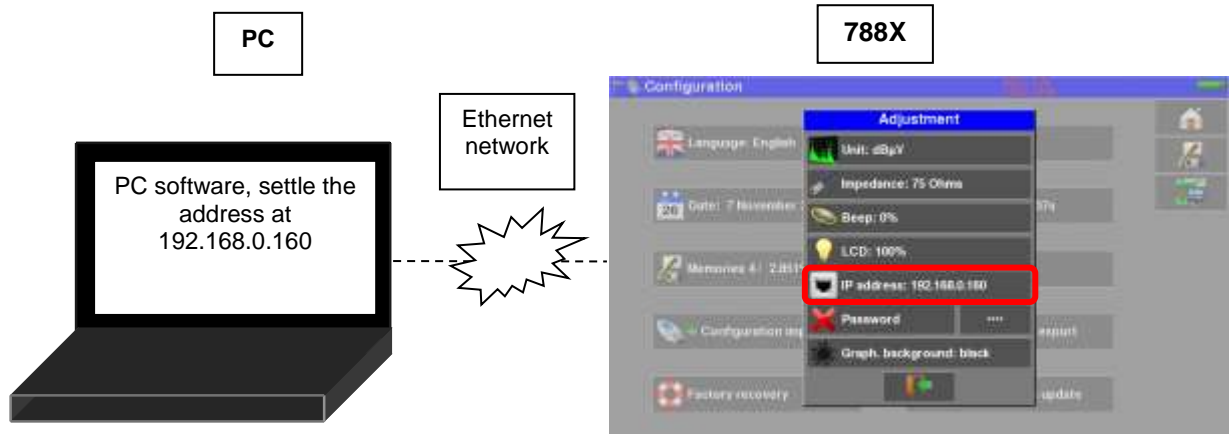 PC
788X
Ethernet
network
PC software, settle the
address at
192.168.0.160
Configuration
Adjustment
Language: English
Unit: dBµV
Impedance: 75 Ohms
Date: 7 November
Beep: 0%
LCD: 100%
Memories
IP address: 192.168.0.160
Password
****
Configuration
export
Graph. background: black
Factory recovery
update